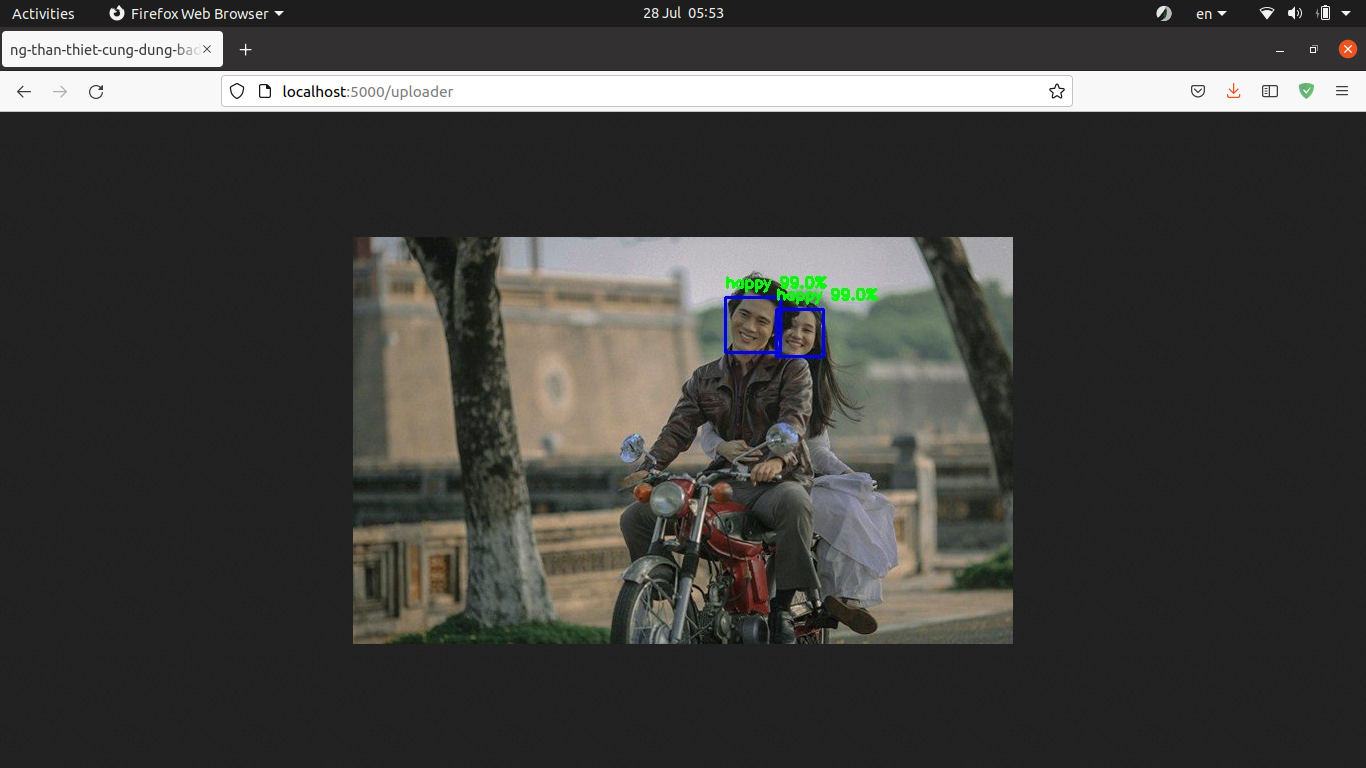 Activities Firefox Web Browser 28 Jul 05:53 en
ng-than-thiet-cung-dung-bao
localhost:5000/uploader
happy 99.0%
happy 99.0%